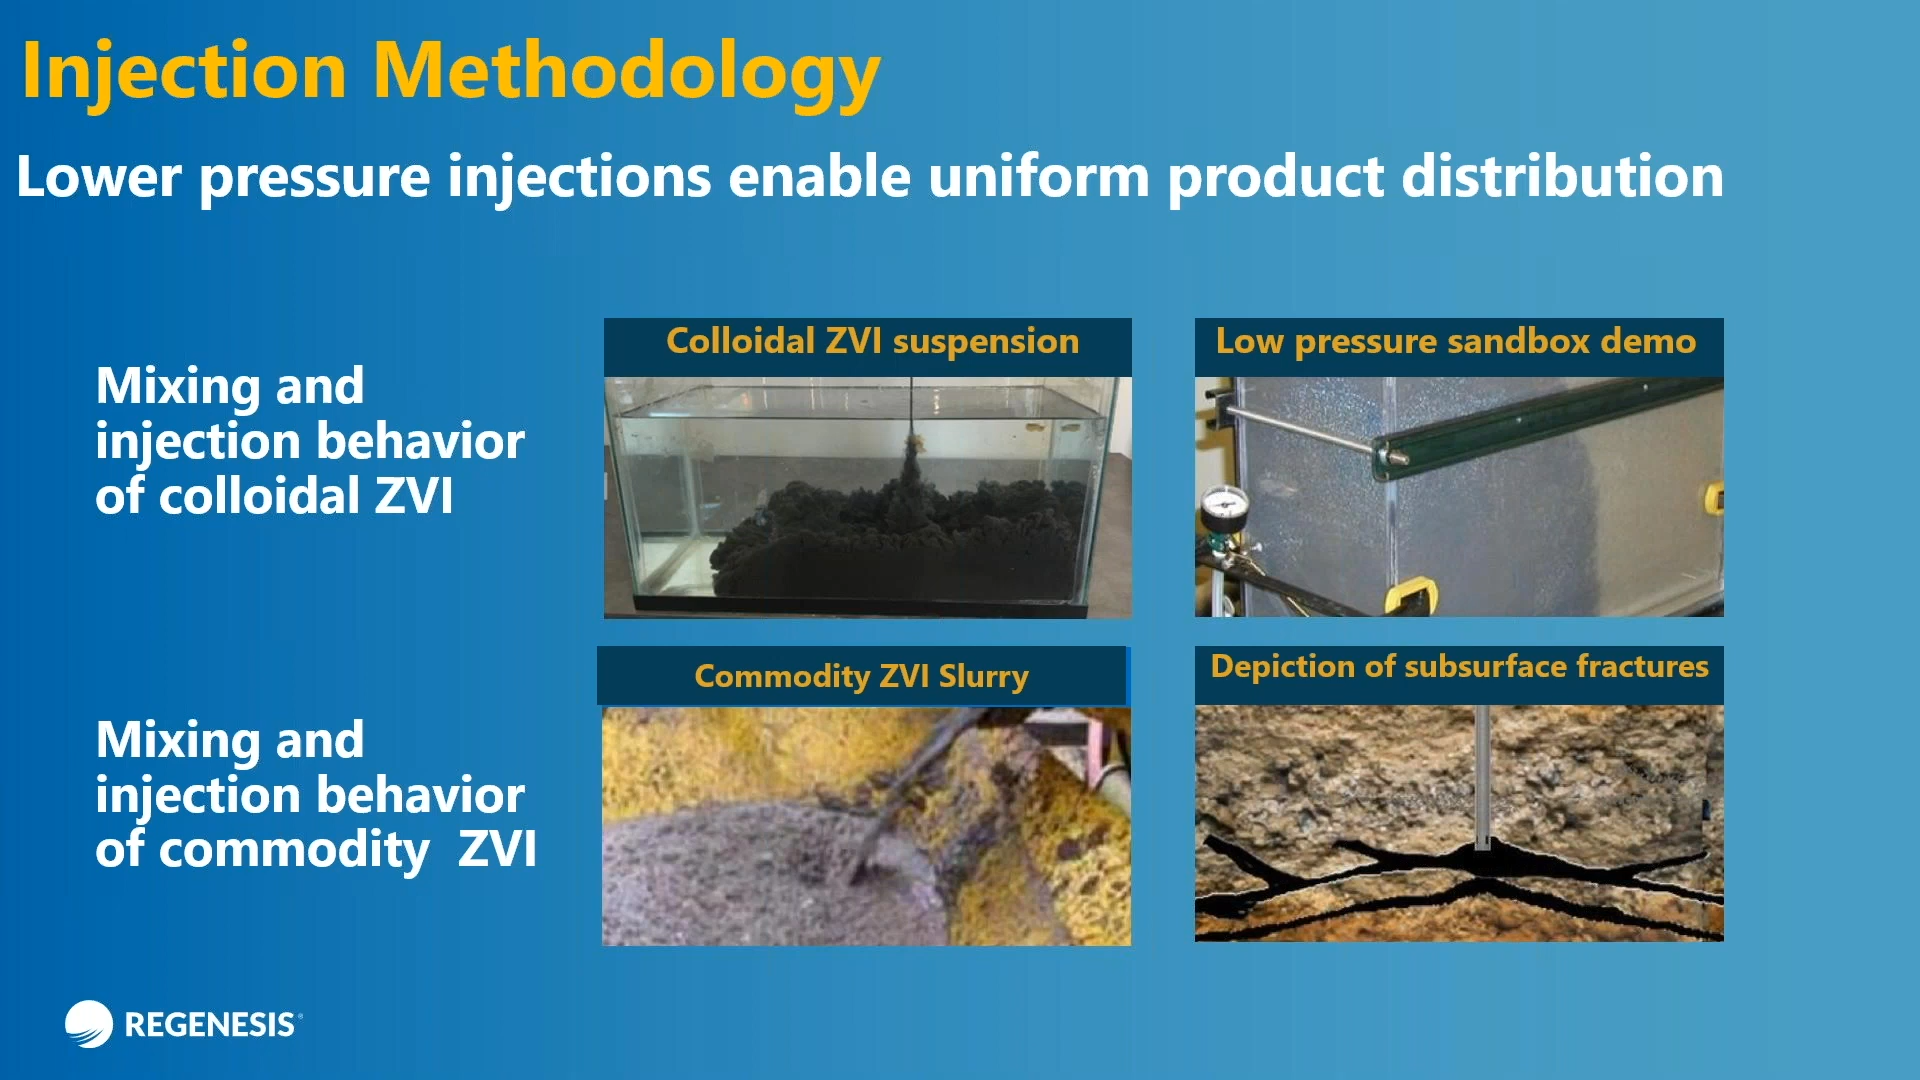 Injection Methodology
Lower pressure injections enable uniform product distribution
Mixing and
injection behavior
of colloidal ZVI
Colloidal ZVI suspension
Low pressure sandbox demo
Mixing and
injection behavior
of commodity ZVI
Commodity ZVI Slurry
Depiction of subsurface fractures
REGENESIS®